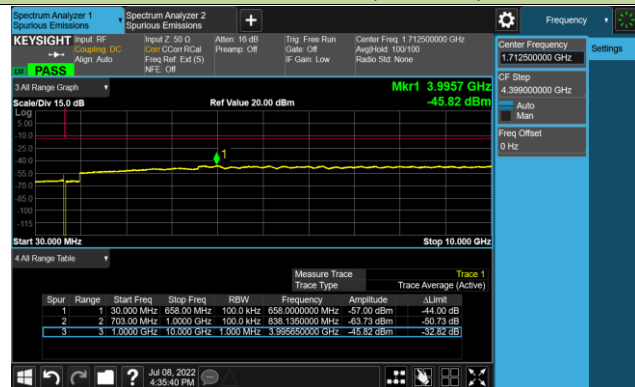 Spectrum Analyzer 1
Spurious Emissions
Spectrum Analyzer 2
Spurious Emissions
+
Frequency
KEYSIGHT
Input: RF
Coupling: DC
Align: Auto
Input Z: 50 Ω
Corr CCorr RCal
Freq Ref: Ext (S)
NFE: Off
Atten: 16 dB
Preamp: Off
Trig: Free Run
Gate: Off
IF Gain: Low
Center Freq: 1.712500000 GHz
Avg|Hold: 100/100
Radio Std: None
PASS
Center Frequency
1.712500000 GHz
Settings
CF Step
4.399000000 GHz
Auto
Man
Freq Offset
0 Hz
3 All Range Graph
Mkr1 3.9957 GHz
-45.82 dBm
Scale/Div 15.0 dB
Ref Value 20.00 dBm
Log
5.00
-10.0
-25.0
-40.0
-55.0
-70.0
-85.0
-100
-115
1
Start 30.000 MHz
Stop 10.000 GHz
4 All Range Table
Measure Trace Trace 1
Trace Type Trace Average (Active)
Spur Range Start Freq Stop Freq RBW Frequency Amplitude ΔLimit
1 1 30.000 MHz 658.00 MHz 100.0 kHz 658.0000000 MHz -57.00 dBm -44.00 dB
2 2 703.00 MHz 1.0000 GHz 100.0 kHz 838.1350000 MHz -63.73 dBm -50.73 dB
3 3 1.0000 GHz 10.000 GHz 1.000 MHz 3.995650000 GHz -45.82 dBm -32.82 dB
?
Jul 08, 2022
4:35:40 PM